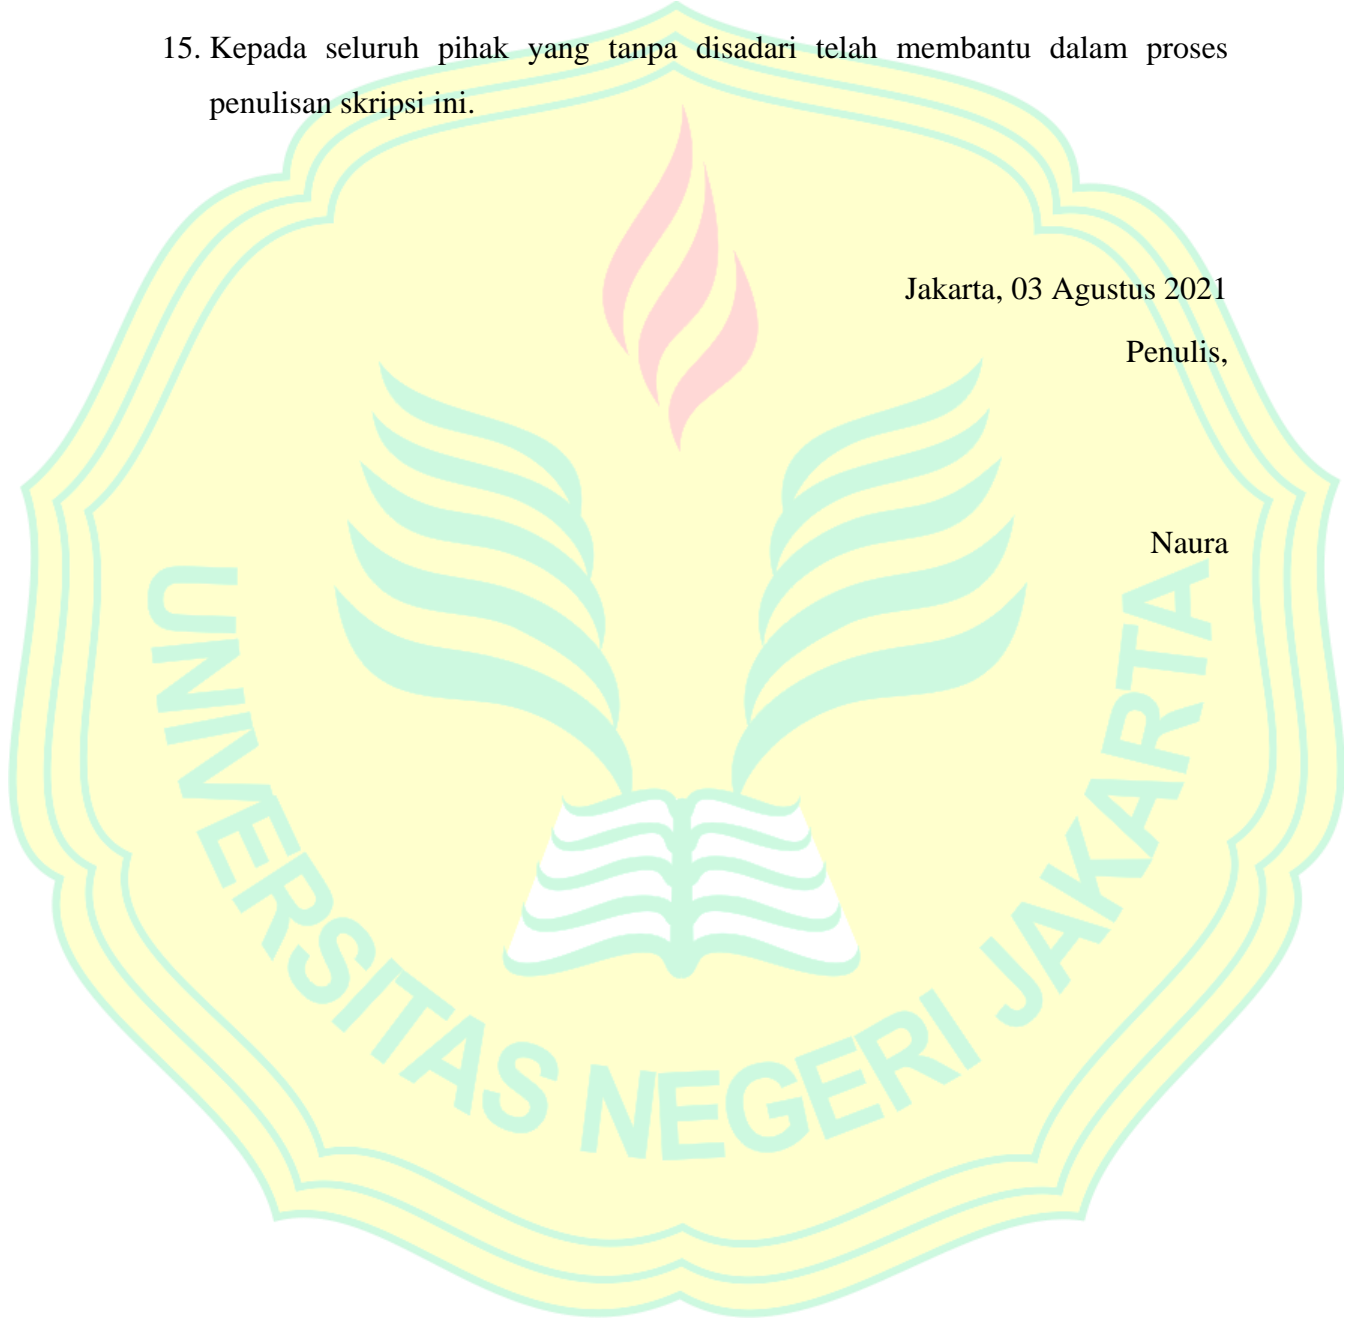 15. Kepada seluruh pihak yang tanpa disadari telah membantu dalam proses
penulisan skripsi ini.
Jakarta, 03 Agustus 2021
Penulis,
Naura
UNIVERSITAS NEGERI JAKARTA